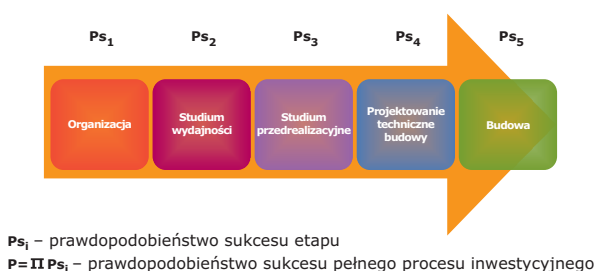 Ps₁ Ps₂ Ps₃ Ps₄ Ps₅
Organizacja
Studium
wydajności
Studium
przedrealizacyjne
Projektowanie
techniczne
budowy
Budowa
Psᵢ – prawdopodobieństwo sukcesu etapu
P=Π Psᵢ – prawdopodobieństwo sukcesu pełnego procesu inwestycyjnego